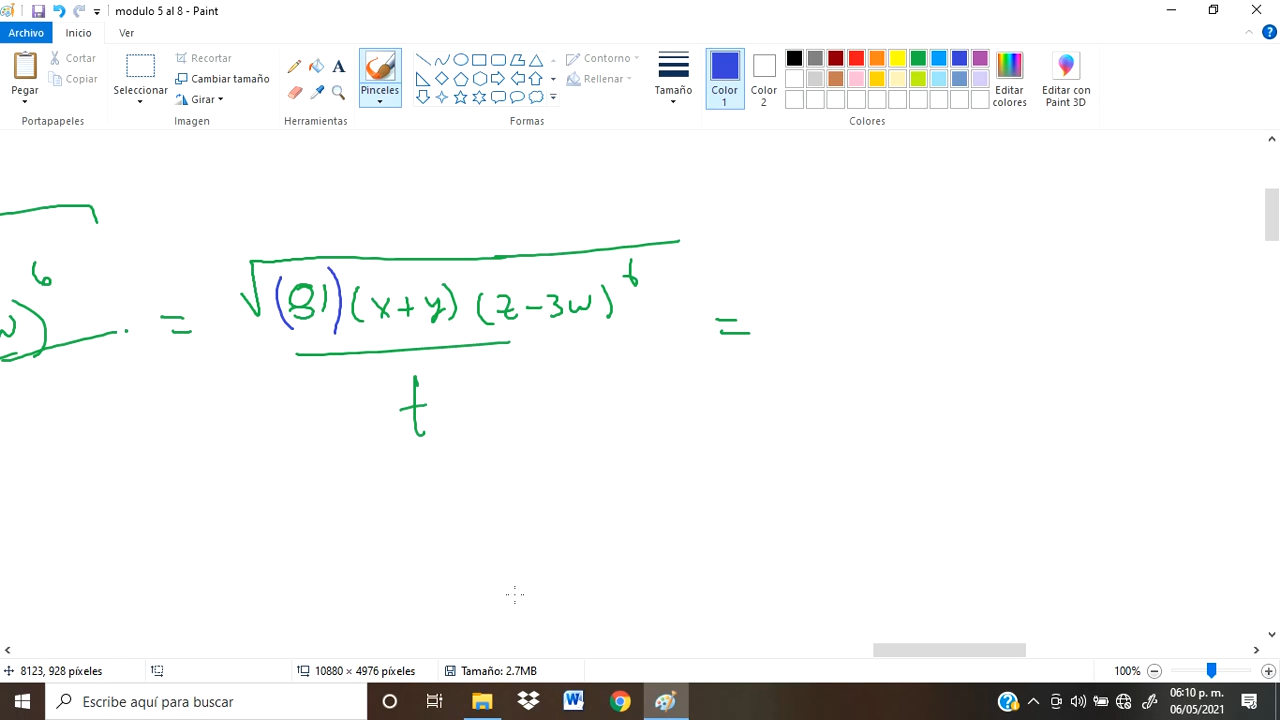 modulo 5 al 8 - Paint
Archivo Inicio Ver
Pegar Cortar Copiar Seleccionar Recortar Cambiar tamaño Girar Pinceles Contorno Rellenar Tamaño Color 1 Color 2 Editar colores Editar con Paint 3D
Portapapeles Imagen Herramientas Formas Colores
)⁶ = √(81)(x+y)(z-3w)⁶ =
t
8123, 928 píxeles 10880 × 4976 píxeles Tamaño: 2.7MB 100%
Escribe aquí para buscar
06:10 p. m.
06/05/2021